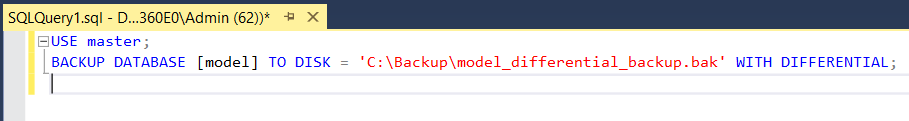 SQLQuery1.sql - D...360E0\Admin (62))*
USE master;
BACKUP DATABASE [model] TO DISK = 'C:\Backup\model_differential_backup.bak' WITH DIFFERENTIAL;